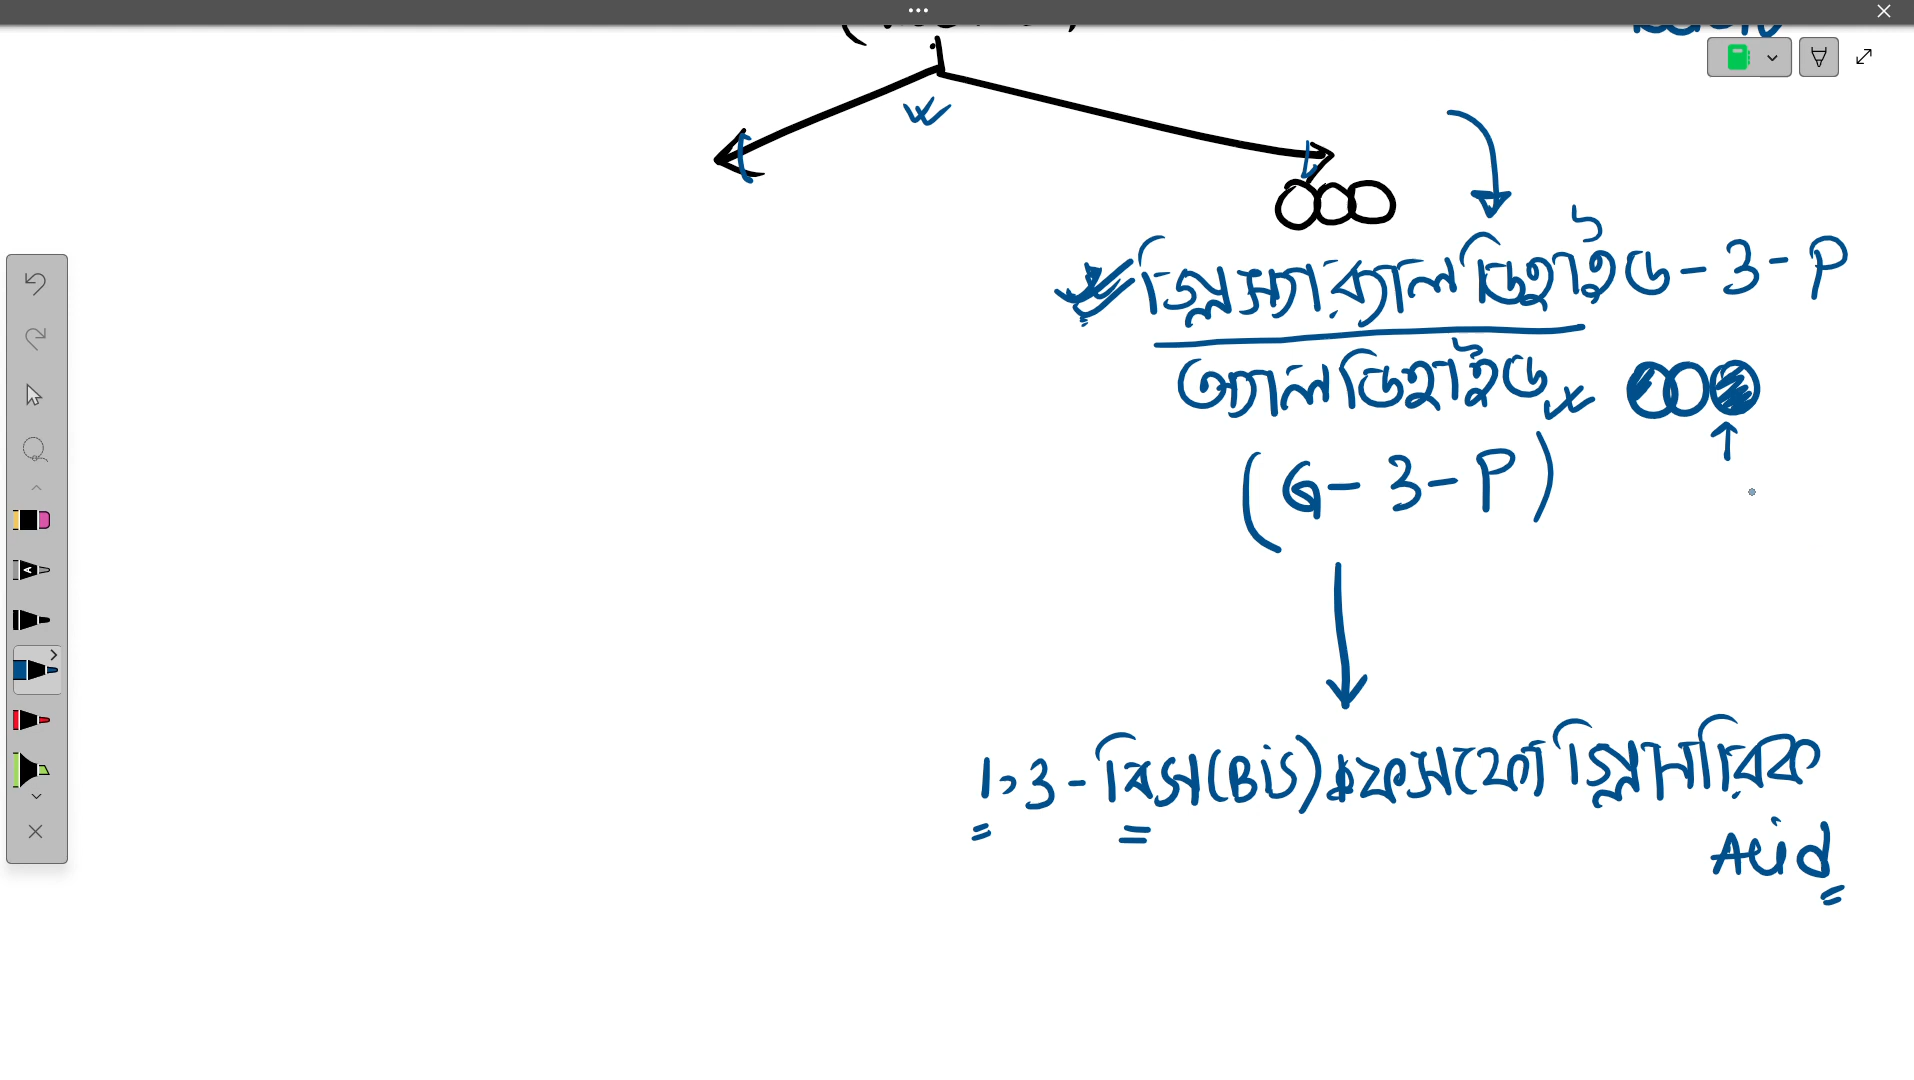 গ্লিসার‍্যালডিহাইড - 3 - P
অ্যালডিহাইড
(G - 3 - P)
1,3 - বিস (Bis) ফসফো গ্লিসারিক
Acid